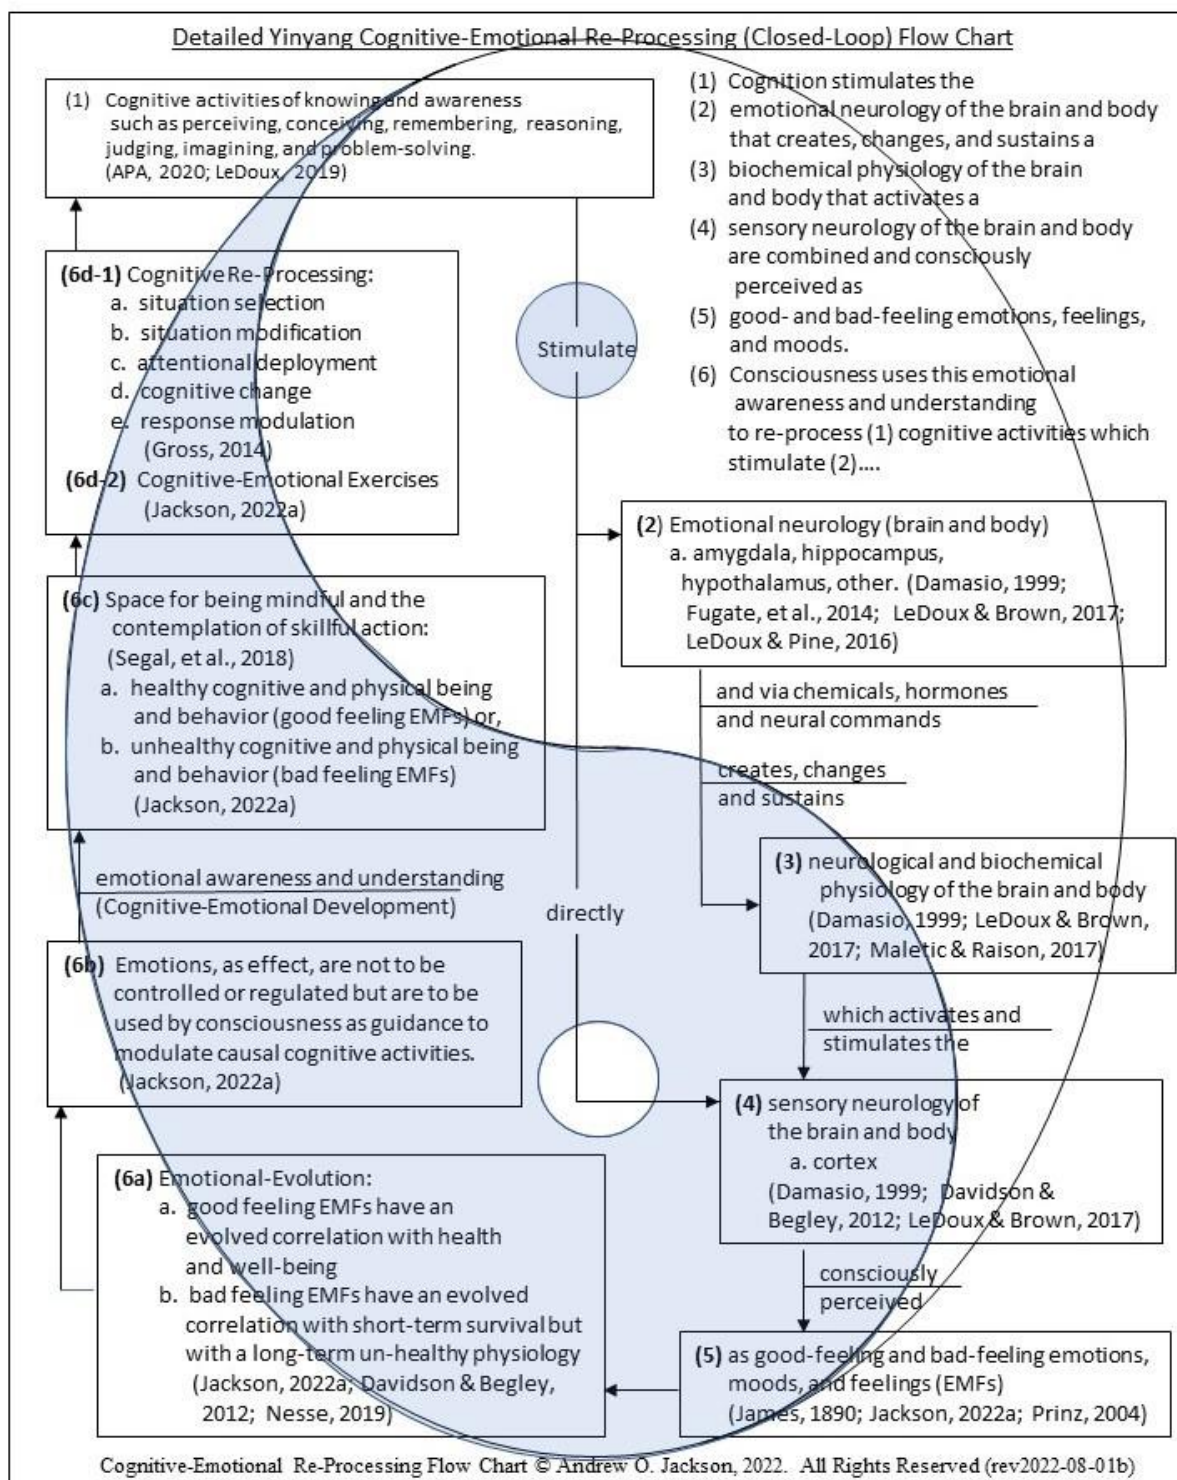 Detailed Yinyang Cognitive-Emotional Re-Processing (Closed-Loop) Flow Chart
(1) Cognitive activities of knowing and awareness
such as perceiving, conceiving, remembering, reasoning,
judging, imagining, and problem-solving.
(APA, 2020; LeDoux, 2019)
(1) Cognition stimulates the
(2) emotional neurology of the brain and body
that creates, changes, and sustains a
(3) biochemical physiology of the brain
and body that activates a
(4) sensory neurology of the brain and body
are combined and consciously
perceived as
(5) good- and bad-feeling emotions, feelings,
and moods.
(6) Consciousness uses this emotional
awareness and understanding
to re-process (1) cognitive activities which
stimulate (2)....
(6d-1) Cognitive Re-Processing:
a. situation selection
b. situation modification
c. attentional deployment
d. cognitive change
e. response modulation
(Gross, 2014)
(6d-2) Cognitive-Emotional Exercises
(Jackson, 2022a)
Stimulate
(2) Emotional neurology (brain and body)
a. amygdala, hippocampus,
hypothalamus, other. (Damasio, 1999;
Fugate, et al., 2014; LeDoux & Brown, 2017;
LeDoux & Pine, 2016)
(6c) Space for being mindful and the
contemplation of skillful action:
(Segal, et al., 2018)
a. healthy cognitive and physical being
and behavior (good feeling EMFs) or,
b. unhealthy cognitive and physical being
and behavior (bad feeling EMFs)
(Jackson, 2022a)
and via chemicals, hormones
and neural commands
creates, changes
and sustains
(3) neurological and biochemical
physiology of the brain and body
(Damasio, 1999; LeDoux & Brown,
2017; Maletic & Raison, 2017)
emotional awareness and understanding
(Cognitive-Emotional Development)
directly
(6b) Emotions, as effect, are not to be
controlled or regulated but are to be
used by consciousness as guidance to
modulate causal cognitive activities.
(Jackson, 2022a)
which activates and
stimulates the
(4) sensory neurology of
the brain and body
a. cortex
(Damasio, 1999; Davidson &
Begley, 2012; LeDoux & Brown, 2017)
(6a) Emotional-Evolution:
a. good feeling EMFs have an
evolved correlation with health
and well-being
b. bad feeling EMFs have an evolved
correlation with short-term survival but
with a long-term un-healthy physiology
(Jackson, 2022a; Davidson & Begley,
2012; Nesse, 2019)
consciously
perceived
(5) as good-feeling and bad-feeling emotions,
moods, and feelings (EMFs)
(James, 1890; Jackson, 2022a; Prinz, 2004)
Cognitive-Emotional Re-Processing Flow Chart © Andrew O. Jackson, 2022. All Rights Reserved (rev2022-08-01b)